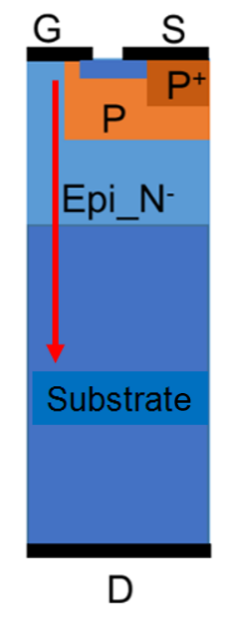 G S
P⁺
P
Epi_N⁻
Substrate
D